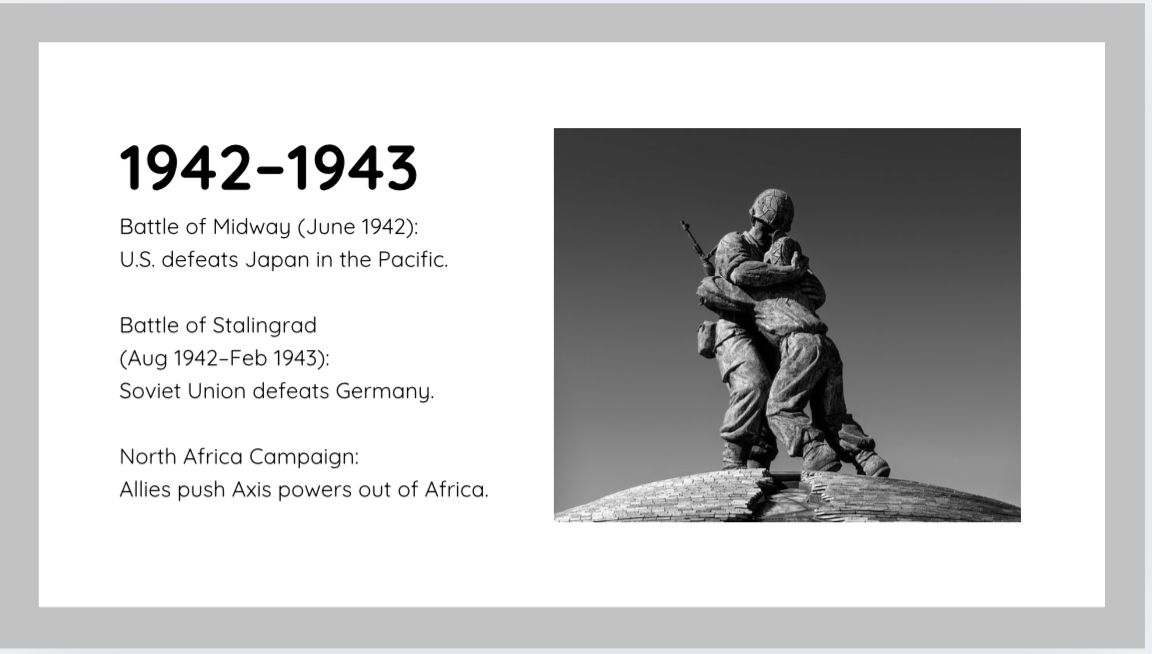 1942–1943
Battle of Midway (June 1942):
U.S. defeats Japan in the Pacific.
Battle of Stalingrad
(Aug 1942–Feb 1943):
Soviet Union defeats Germany.
North Africa Campaign:
Allies push Axis powers out of Africa.